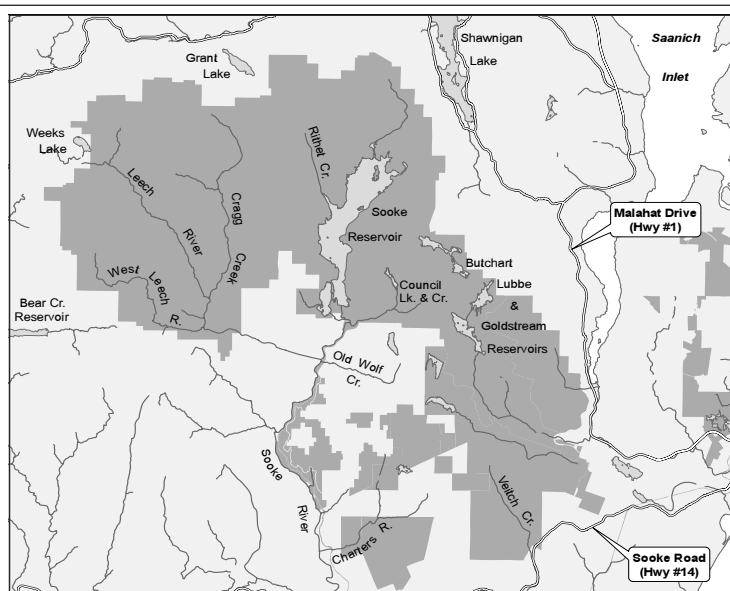 Shawnigan
Lake
Saanich
Inlet
Grant
Lake
Weeks
Lake
Rithet Cr.
Leech
River
Cragg
Creek
Sooke
Reservoir
Malahat Drive
(Hwy #1)
Butchart
Lubbe
&
Goldstream
Reservoirs
Council
Lk. & Cr.
West
Leech
R.
Bear Cr.
Reservoir
Old Wolf
Cr.
Sooke
River
Veitch Cr.
Charters R.
Sooke Road
(Hwy #14)